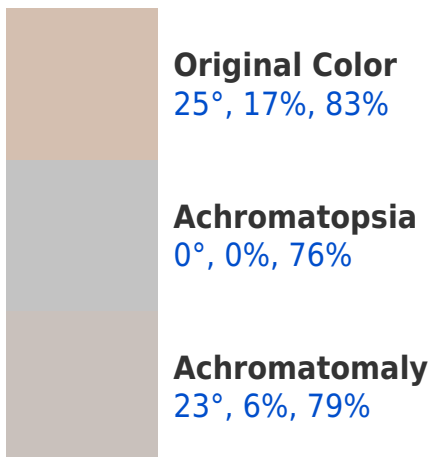 Original Color
25°, 17%, 83%
Achromatopsia
0°, 0%, 76%
Achromatomaly
23°, 6%, 79%